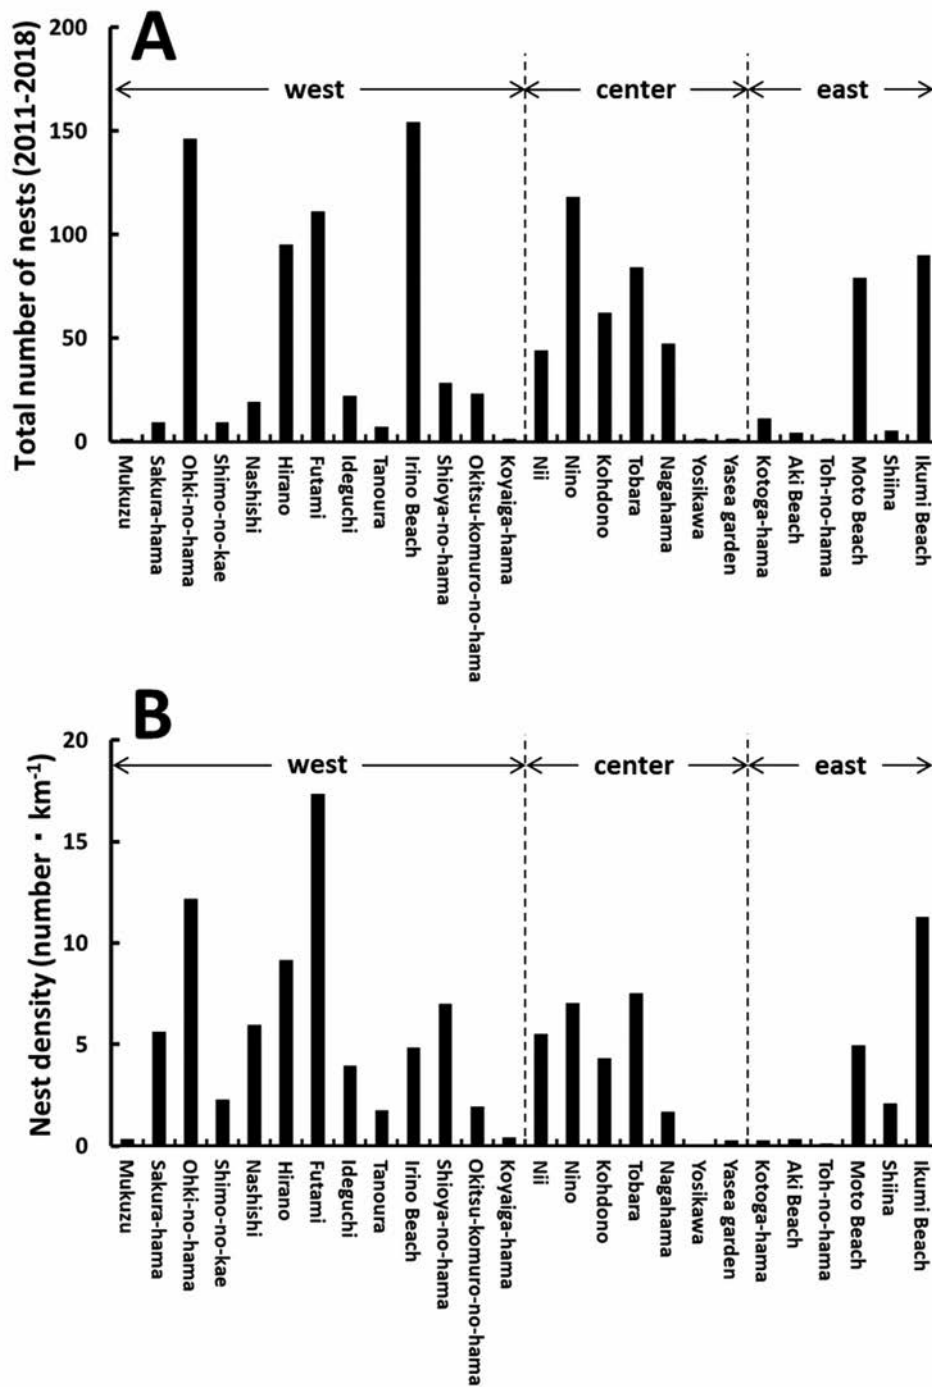 A
Total number of nests (2011-2018)
200
150
100
50
0
west
center
east
Mukuzu
Sakura-hama
Ohki-no-hama
Shimo-no-kae
Nashishi
Hirano
Futami
Ideguchi
Tanoura
Irino Beach
Shioya-no-hama
Okitsu-komuro-no-hama
Koyaiga-hama
Nii
Nino
Kohdono
Tobara
Nagahama
Yosikawa
Yasea garden
Kotoga-hama
Aki Beach
Toh-no-hama
Moto Beach
Shiina
Ikumi Beach
B
Nest density (number・km⁻¹)
20
15
10
5
0
west
center
east
Mukuzu
Sakura-hama
Ohki-no-hama
Shimo-no-kae
Nashishi
Hirano
Futami
Ideguchi
Tanoura
Irino Beach
Shioya-no-hama
Okitsu-komuro-no-hama
Koyaiga-hama
Nii
Nino
Kohdono
Tobara
Nagahama
Yosikawa
Yasea garden
Kotoga-hama
Aki Beach
Toh-no-hama
Moto Beach
Shiina
Ikumi Beach